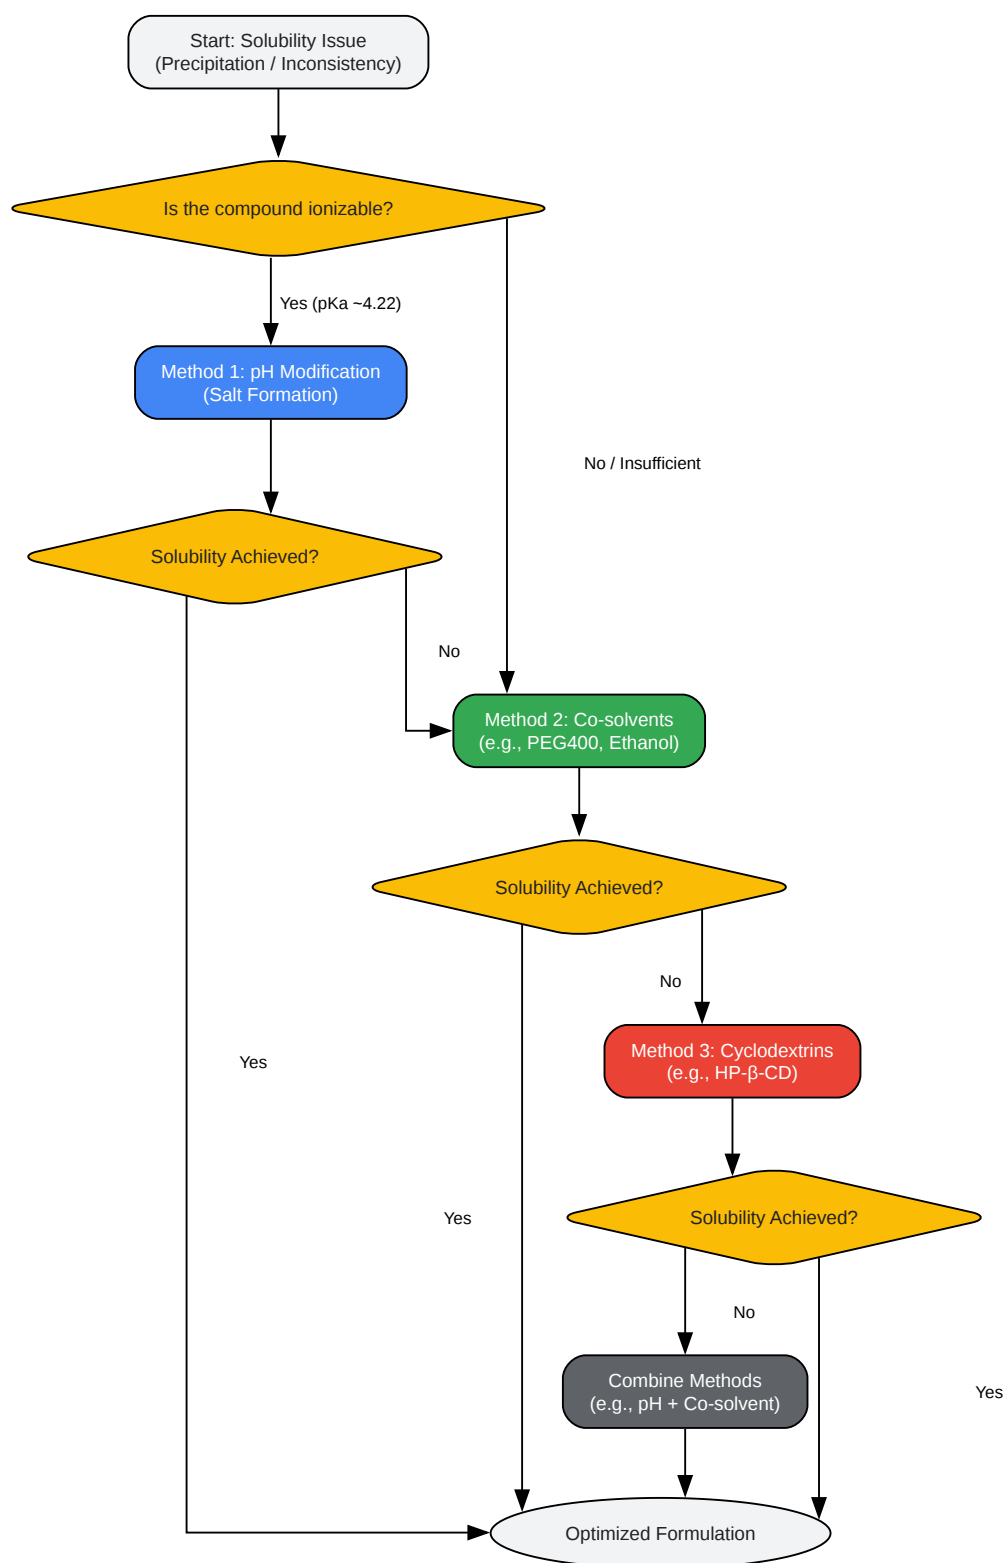 Start: Solubility Issue
(Precipitation / Inconsistency)
Is the compound ionizable?
Yes (pKa ~4.22)
Method 1: pH Modification
(Salt Formation)
No / Insufficient
Solubility Achieved?
No
Method 2: Co-solvents
(e.g., PEG400, Ethanol)
Solubility Achieved?
No
Method 3: Cyclodextrins
(e.g., HP-β-CD)
Yes
Yes
Solubility Achieved?
No
Combine Methods
(e.g., pH + Co-solvent)
Yes
Optimized Formulation